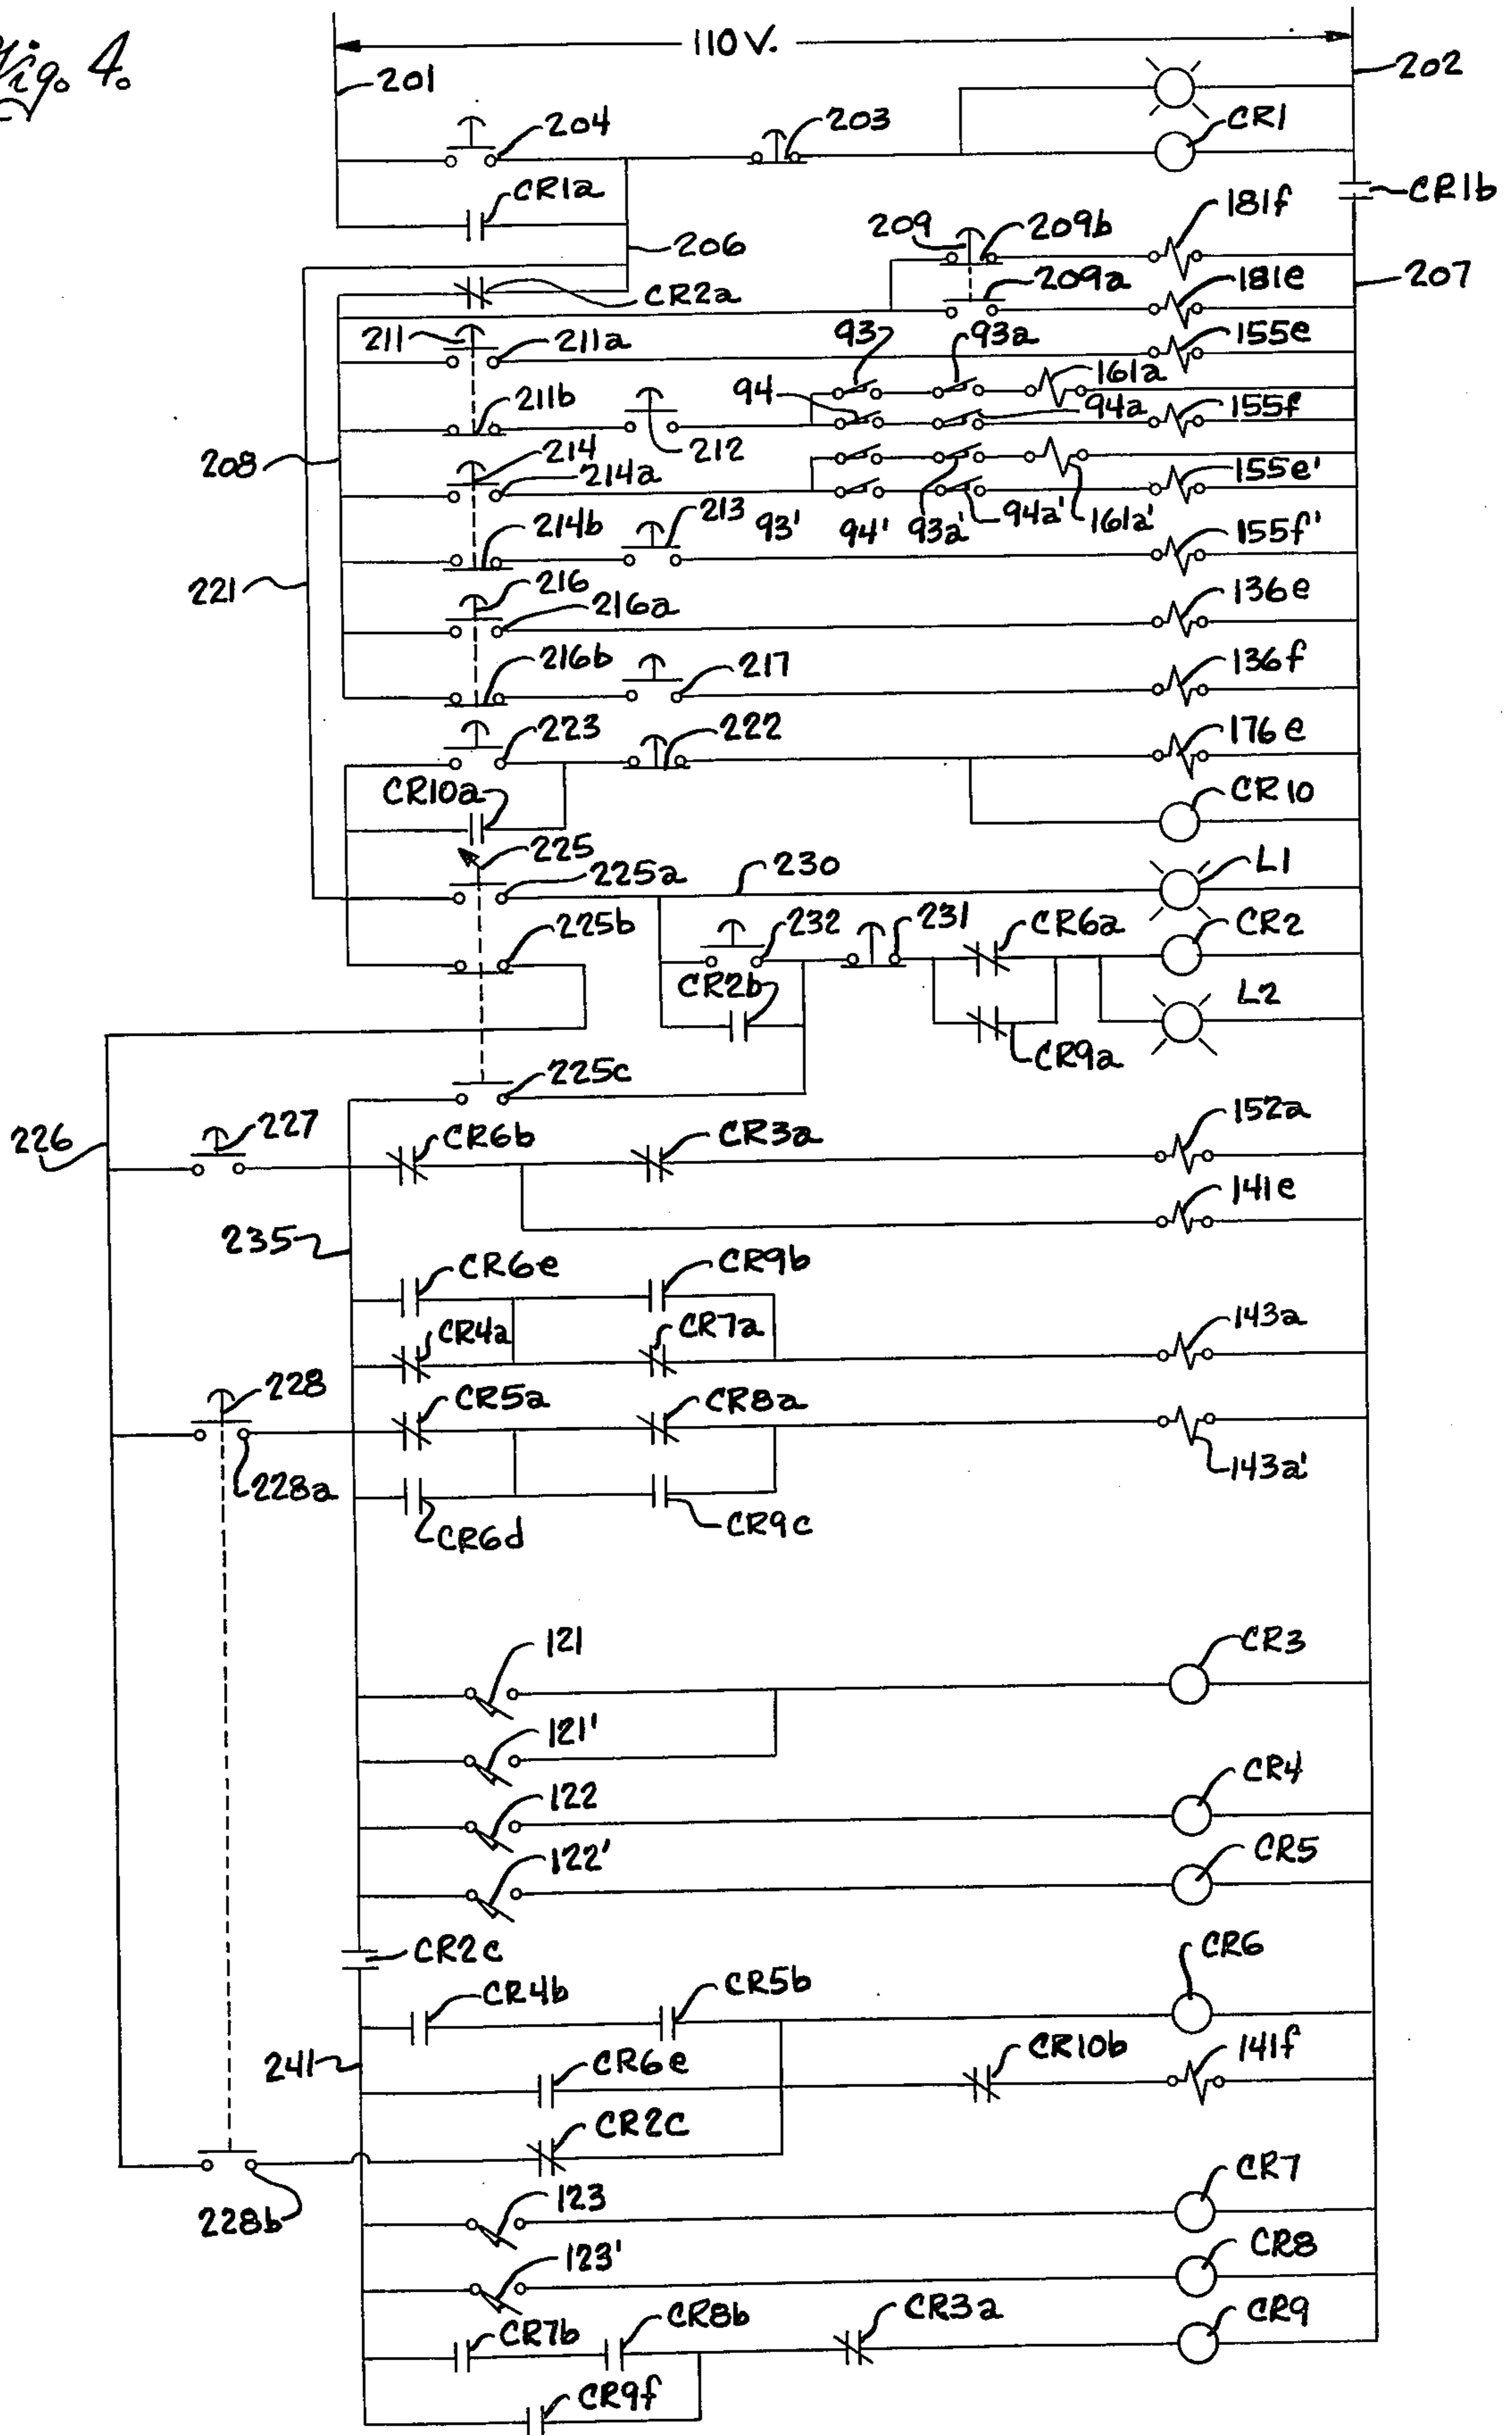 Fig. 4.
110 V.
201
202
204
203
CR1
CR1a
CR1b
206
209
209b
181f
207
CR2a
209a
181e
211
211a
93
93a
155e
161a
211b
94
94a
155f
212
208
214
214a
155e'
93'
94'
93a'
94a'
161a'
214b
213
155f'
221
216
216a
136e
216b
217
136f
223
222
176e
CR10a
CR10
225
225a
230
L1
225b
232
231
CR6a
CR2
CR2b
L2
CR9a
225c
226
227
CR6b
CR3a
152a
141e
235
CR6e
CR9b
CR4a
CR7a
143a
228
CR5a
CR8a
228a
143a'
CR6d
CR9c
121
CR3
121'
122
CR4
122'
CR5
CR2c
CR4b
CR5b
CR6
241
CR6e
CR10b
141f
CR2C
228b
123
CR7
123'
CR8
CR7b
CR8b
CR3a
CR9
CR9f